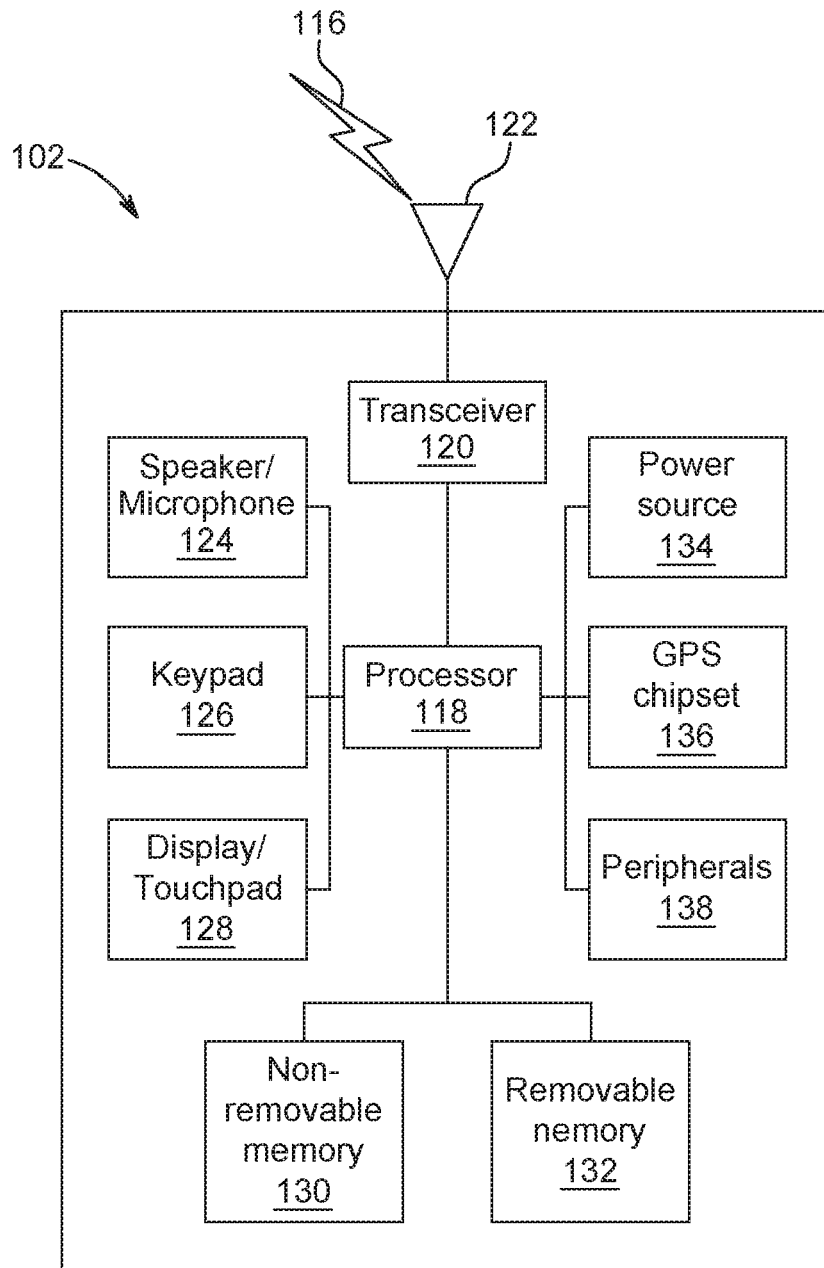 116
122
102
Transceiver
120
Speaker/
Microphone
124
Power
source
134
Keypad
126
Processor
118
GPS
chipset
136
Display/
Touchpad
128
Peripherals
138
Non-
removable
memory
130
Removable
nemory
132